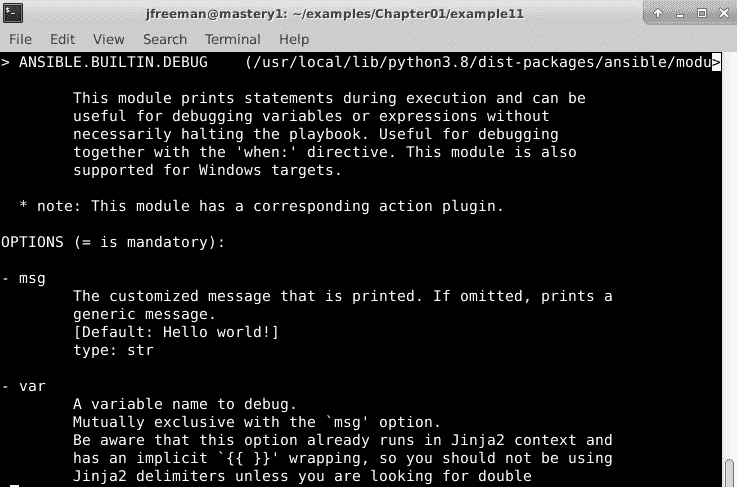 jfreeman@mastery1: ~/examples/Chapter01/example11
File Edit View Search Terminal Help
> ANSIBLE.BUILTIN.DEBUG    (/usr/local/lib/python3.8/dist-packages/ansible/modu>
This module prints statements during execution and can be
useful for debugging variables or expressions without
necessarily halting the playbook. Useful for debugging
together with the 'when:' directive. This module is also
supported for Windows targets.
* note: This module has a corresponding action plugin.
OPTIONS (= is mandatory):
- msg
The customized message that is printed. If omitted, prints a
generic message.
[Default: Hello world!]
type: str
- var
A variable name to debug.
Mutually exclusive with the `msg' option.
Be aware that this option already runs in Jinja2 context and
has an implicit `{{ }}' wrapping, so you should not be using
Jinja2 delimiters unless you are looking for double